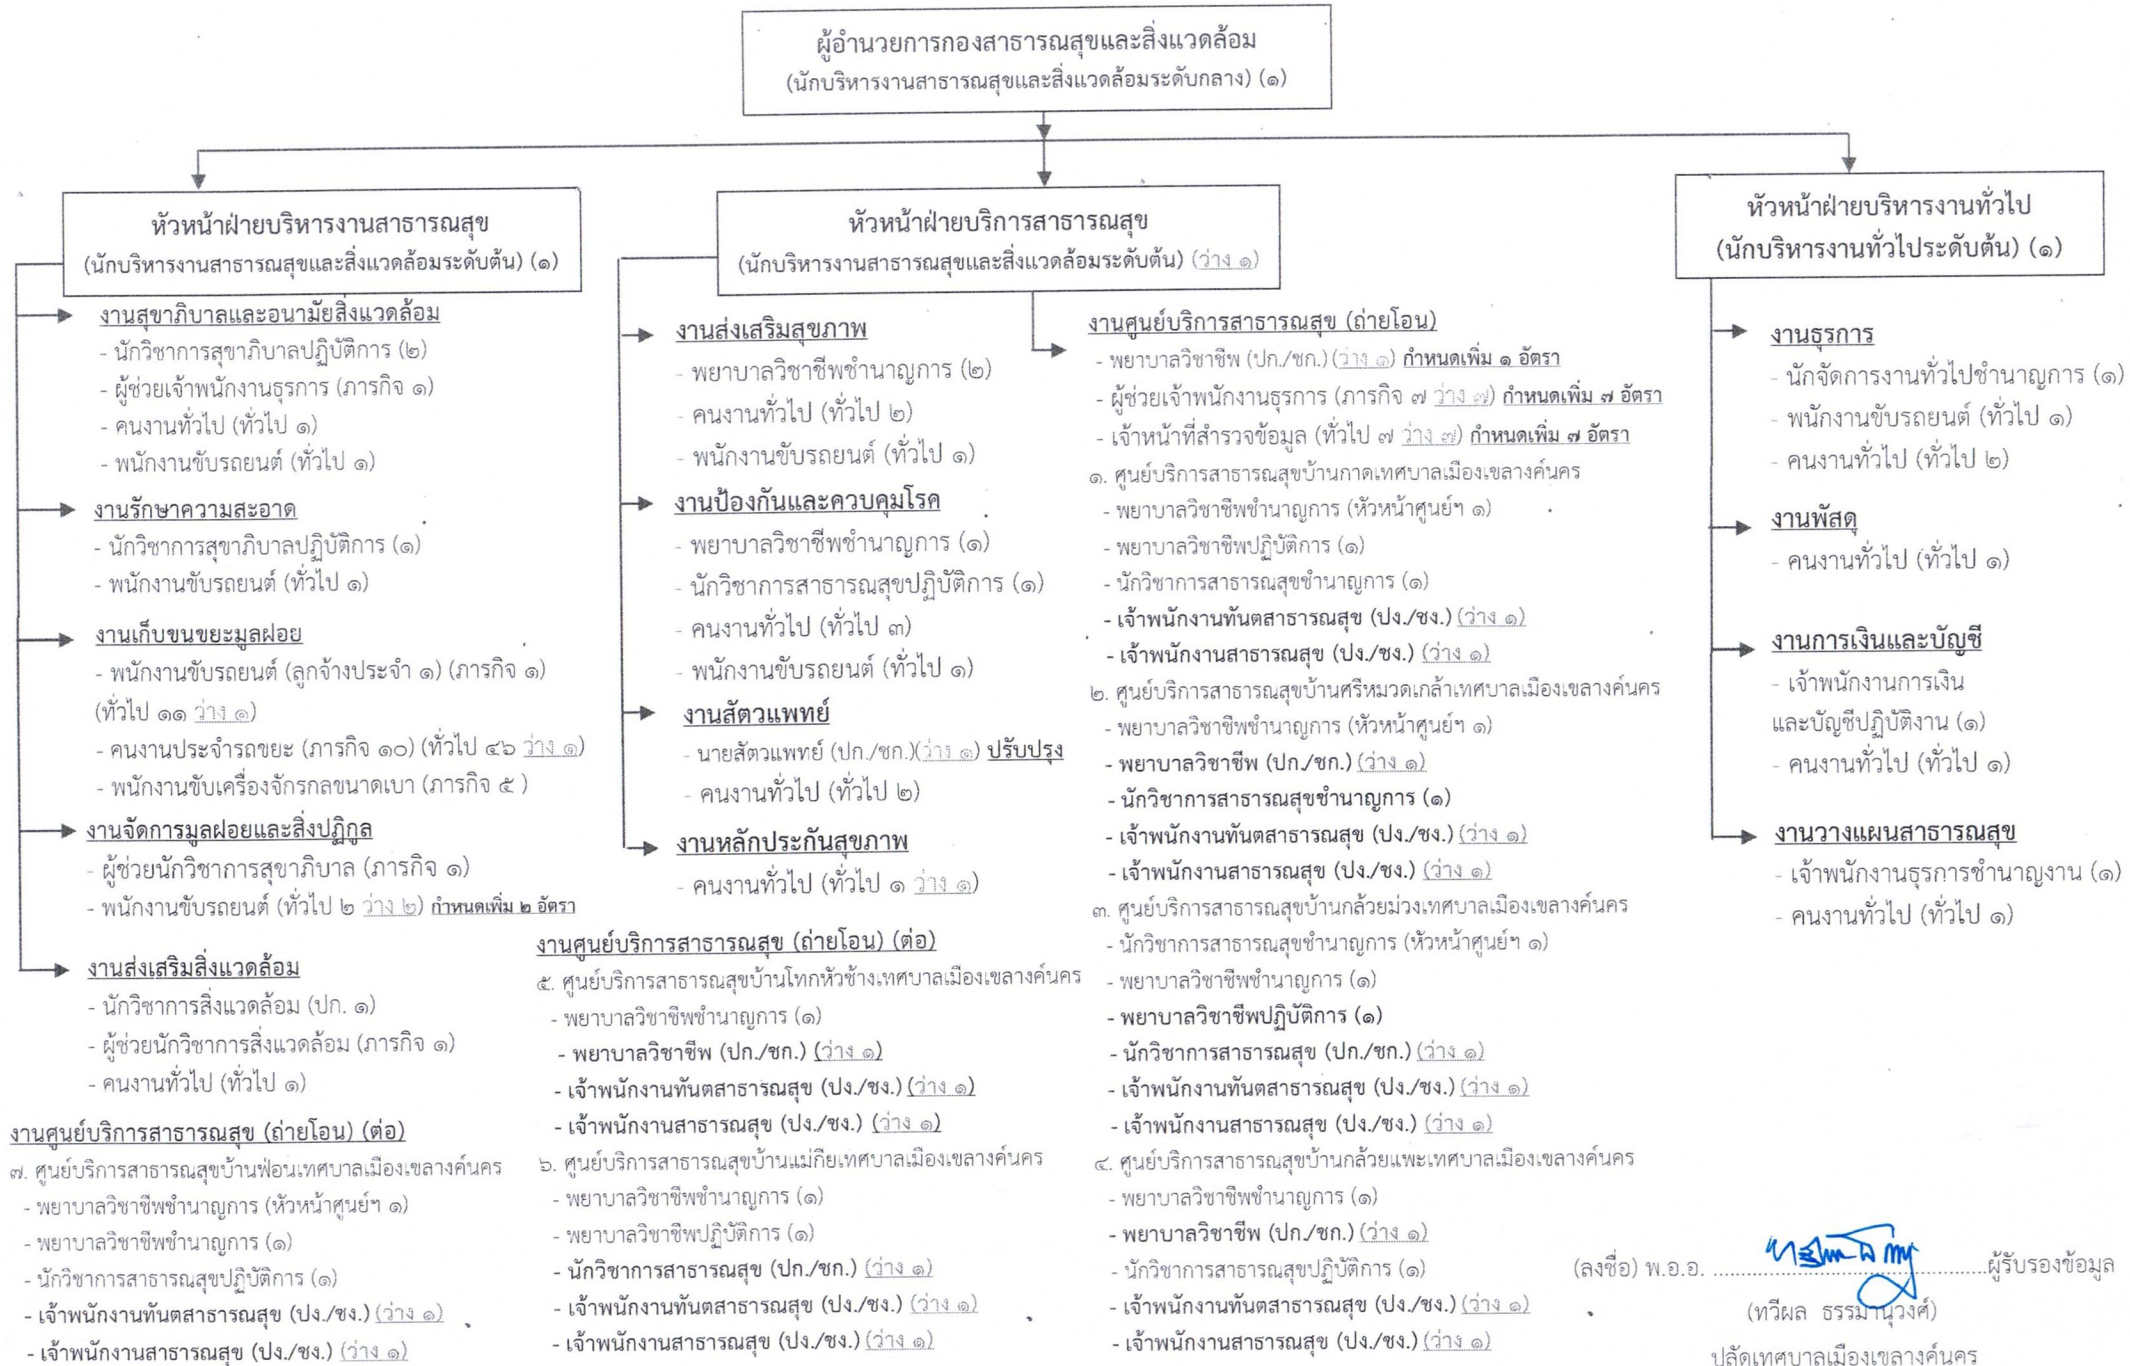 ผู้อำนวยการกองสาธารณสุขและสิ่งแวดล้อม
(นักบริหารงานสาธารณสุขและสิ่งแวดล้อมระดับกลาง) (๑)
หัวหน้าฝ่ายบริหารงานสาธารณสุข
(นักบริหารงานสาธารณสุขและสิ่งแวดล้อมระดับต้น) (๑)
งานสุขาภิบาลและอนามัยสิ่งแวดล้อม
- นักวิชาการสุขาภิบาลปฏิบัติการ (๒)
- ผู้ช่วยเจ้าพนักงานธุรการ (ภารกิจ ๑)
- คนงานทั่วไป (ทั่วไป ๑)
- พนักงานขับรถยนต์ (ทั่วไป ๑)
งานรักษาความสะอาด
- นักวิชาการสุขาภิบาลปฏิบัติการ (๑)
- พนักงานขับรถยนต์ (ทั่วไป ๑)
งานเก็บขนขยะมูลฝอย
- พนักงานขับรถยนต์ (ลูกจ้างประจำ ๑) (ภารกิจ ๑)
(ทั่วไป ๑๑ ว่าง ๑)
- คนงานประจำรถขยะ (ภารกิจ ๑๐) (ทั่วไป ๔๖ ว่าง ๑)
- พนักงานขับเครื่องจักรกลขนาดเบา (ภารกิจ ๕ )
งานจัดการมูลฝอยและสิ่งปฏิกูล
- ผู้ช่วยนักวิชาการสุขาภิบาล (ภารกิจ ๑)
- พนักงานขับรถยนต์ (ทั่วไป ๒ ว่าง ๒) กำหนดเพิ่ม ๒ อัตรา
งานส่งเสริมสิ่งแวดล้อม
- นักวิชาการสิ่งแวดล้อม (ปก. ๑)
- ผู้ช่วยนักวิชาการสิ่งแวดล้อม (ภารกิจ ๑)
- คนงานทั่วไป (ทั่วไป ๑)
หัวหน้าฝ่ายบริการสาธารณสุข
(นักบริหารงานสาธารณสุขและสิ่งแวดล้อมระดับต้น) (ว่าง ๑)
งานส่งเสริมสุขภาพ
- พยาบาลวิชาชีพชำนาญการ (๒)
- คนงานทั่วไป (ทั่วไป ๒)
- พนักงานขับรถยนต์ (ทั่วไป ๑)
งานป้องกันและควบคุมโรค
- พยาบาลวิชาชีพชำนาญการ (๑)
- นักวิชาการสาธารณสุขปฏิบัติการ (๑)
- คนงานทั่วไป (ทั่วไป ๓)
- พนักงานขับรถยนต์ (ทั่วไป ๑)
งานสัตวแพทย์
- นายสัตวแพทย์ (ปก./ชก.)(ว่าง ๑) ปรับปรุง
- คนงานทั่วไป (ทั่วไป ๒)
งานหลักประกันสุขภาพ
- คนงานทั่วไป (ทั่วไป ๑ ว่าง ๑)
งานศูนย์บริการสาธารณสุข (ถ่ายโอน)
- พยาบาลวิชาชีพ (ปก./ชก.) (ว่าง ๑) กำหนดเพิ่ม ๑ อัตรา
- ผู้ช่วยเจ้าพนักงานธุรการ (ภารกิจ ๗ ว่าง ๗) กำหนดเพิ่ม ๗ อัตรา
- เจ้าหน้าที่สำรวจข้อมูล (ทั่วไป ๗ ว่าง ๗) กำหนดเพิ่ม ๗ อัตรา
๑. ศูนย์บริการสาธารณสุขบ้านกาดเทศบาลเมืองเขลางค์นคร
- พยาบาลวิชาชีพชำนาญการ (หัวหน้าศูนย์ฯ ๑)
- พยาบาลวิชาชีพปฏิบัติการ (๑)
- นักวิชาการสาธารณสุขชำนาญการ (๑)
- เจ้าพนักงานทันตสาธารณสุข (ปง./ชง.) (ว่าง ๑)
- เจ้าพนักงานสาธารณสุข (ปง./ชง.) (ว่าง ๑)
๒. ศูนย์บริการสาธารณสุขบ้านศรีหมวดเกล้าเทศบาลเมืองเขลางค์นคร
- พยาบาลวิชาชีพชำนาญการ (หัวหน้าศูนย์ฯ ๑)
- พยาบาลวิชาชีพ (ปก./ชก.) (ว่าง ๑)
- นักวิชาการสาธารณสุขชำนาญการ (๑)
- เจ้าพนักงานทันตสาธารณสุข (ปง./ชง.) (ว่าง ๑)
- เจ้าพนักงานสาธารณสุข (ปง./ชง.) (ว่าง ๑)
๓. ศูนย์บริการสาธารณสุขบ้านกล้วยม่วงเทศบาลเมืองเขลางค์นคร
- นักวิชาการสาธารณสุขชำนาญการ (หัวหน้าศูนย์ฯ ๑)
- พยาบาลวิชาชีพชำนาญการ (๑)
- พยาบาลวิชาชีพปฏิบัติการ (๑)
- นักวิชาการสาธารณสุข (ปก./ชก.) (ว่าง ๑)
- เจ้าพนักงานทันตสาธารณสุข (ปง./ชง.) (ว่าง ๑)
- เจ้าพนักงานสาธารณสุข (ปง./ชง.) (ว่าง ๑)
๔. ศูนย์บริการสาธารณสุขบ้านกล้วยแพะเทศบาลเมืองเขลางค์นคร
- พยาบาลวิชาชีพชำนาญการ (๑)
- พยาบาลวิชาชีพ (ปก./ชก.) (ว่าง ๑)
- นักวิชาการสาธารณสุขปฏิบัติการ (๑)
- เจ้าพนักงานทันตสาธารณสุข (ปง./ชง.) (ว่าง ๑)
- เจ้าพนักงานสาธารณสุข (ปง./ชง.) (ว่าง ๑)
งานศูนย์บริการสาธารณสุข (ถ่ายโอน) (ต่อ)
๕. ศูนย์บริการสาธารณสุขบ้านโทกหัวช้างเทศบาลเมืองเขลางค์นคร
- พยาบาลวิชาชีพชำนาญการ (๑)
- พยาบาลวิชาชีพ (ปก./ชก.) (ว่าง ๑)
- เจ้าพนักงานทันตสาธารณสุข (ปง./ชง.) (ว่าง ๑)
- เจ้าพนักงานสาธารณสุข (ปง./ชง.) (ว่าง ๑)
๖. ศูนย์บริการสาธารณสุขบ้านแม่กืยเทศบาลเมืองเขลางค์นคร
- พยาบาลวิชาชีพชำนาญการ (๑)
- พยาบาลวิชาชีพปฏิบัติการ (๑)
- นักวิชาการสาธารณสุข (ปก./ชก.) (ว่าง ๑)
- เจ้าพนักงานทันตสาธารณสุข (ปง./ชง.) (ว่าง ๑)
- เจ้าพนักงานสาธารณสุข (ปง./ชง.) (ว่าง ๑)
งานศูนย์บริการสาธารณสุข (ถ่ายโอน) (ต่อ)
๗. ศูนย์บริการสาธารณสุขบ้านฟ่อนเทศบาลเมืองเขลางค์นคร
- พยาบาลวิชาชีพชำนาญการ (หัวหน้าศูนย์ฯ ๑)
- พยาบาลวิชาชีพชำนาญการ (๑)
- นักวิชาการสาธารณสุขปฏิบัติการ (๑)
- เจ้าพนักงานทันตสาธารณสุข (ปง./ชง.) (ว่าง ๑)
- เจ้าพนักงานสาธารณสุข (ปง./ชง.) (ว่าง ๑)
หัวหน้าฝ่ายบริหารงานทั่วไป
(นักบริหารงานทั่วไประดับต้น) (๑)
งานธุรการ
- นักจัดการงานทั่วไปชำนาญการ (๑)
- พนักงานขับรถยนต์ (ทั่วไป ๑)
- คนงานทั่วไป (ทั่วไป ๒)
งานพัสดุ
- คนงานทั่วไป (ทั่วไป ๑)
งานการเงินและบัญชี
- เจ้าพนักงานการเงิน
และบัญชีปฏิบัติงาน (๑)
- คนงานทั่วไป (ทั่วไป ๑)
งานวางแผนสาธารณสุข
- เจ้าพนักงานธุรการชำนาญงาน (๑)
- คนงานทั่วไป (ทั่วไป ๑)
(ลงชื่อ) พ.อ.อ. ผู้รับรองข้อมูล
(ทวีผล ธรรมานุวงศ์)
ปลัดเทศบาลเมืองเขลางค์นคร